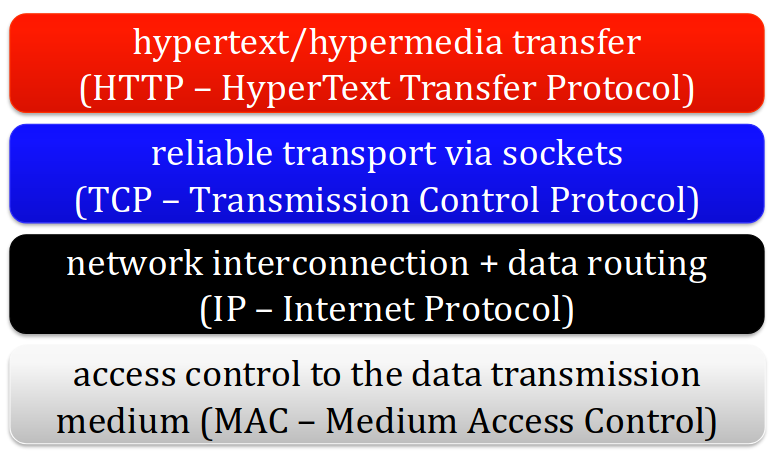 hypertext/hypermedia transfer
(HTTP – HyperText Transfer Protocol)
reliable transport via sockets
(TCP – Transmission Control Protocol)
network interconnection + data routing
(IP – Internet Protocol)
access control to the data transmission
medium (MAC – Medium Access Control)